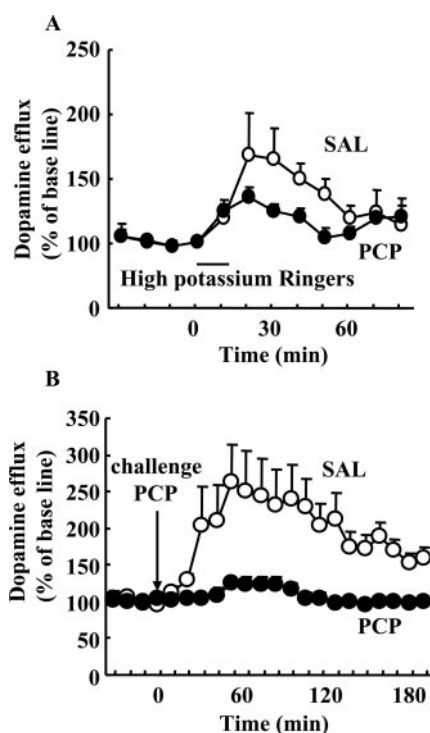 A
250
200
150
100
50
0
Dopamine efflux
(% of base line)
SAL
PCP
High potassium Ringers
0 30 60
Time (min)
B
350
300
250
200
150
100
50
0
Dopamine efflux
(% of base line)
challenge
PCP
SAL
PCP
0 60 120 180
Time (min)